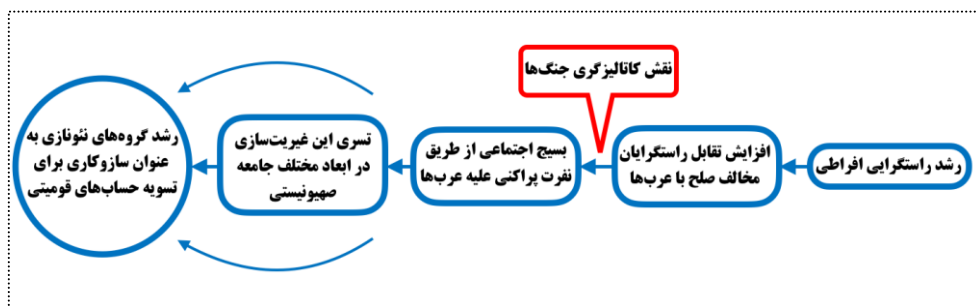 نقش کاتالیزگری جنگ‌ها
رشد راستگرایی افراطی
افزایش تقابل راستگرایان
مخالف صلح با عرب‌ها
بسیج اجتماعی از طریق
نفرت پراکنی علیه عرب‌ها
تسری این غیریت‌سازی
در ابعاد مختلف جامعه
صهیونیستی
رشد گروه‌های نئونازی به
عنوان سازوکاری برای
تسویه حساب‌های قومیتی